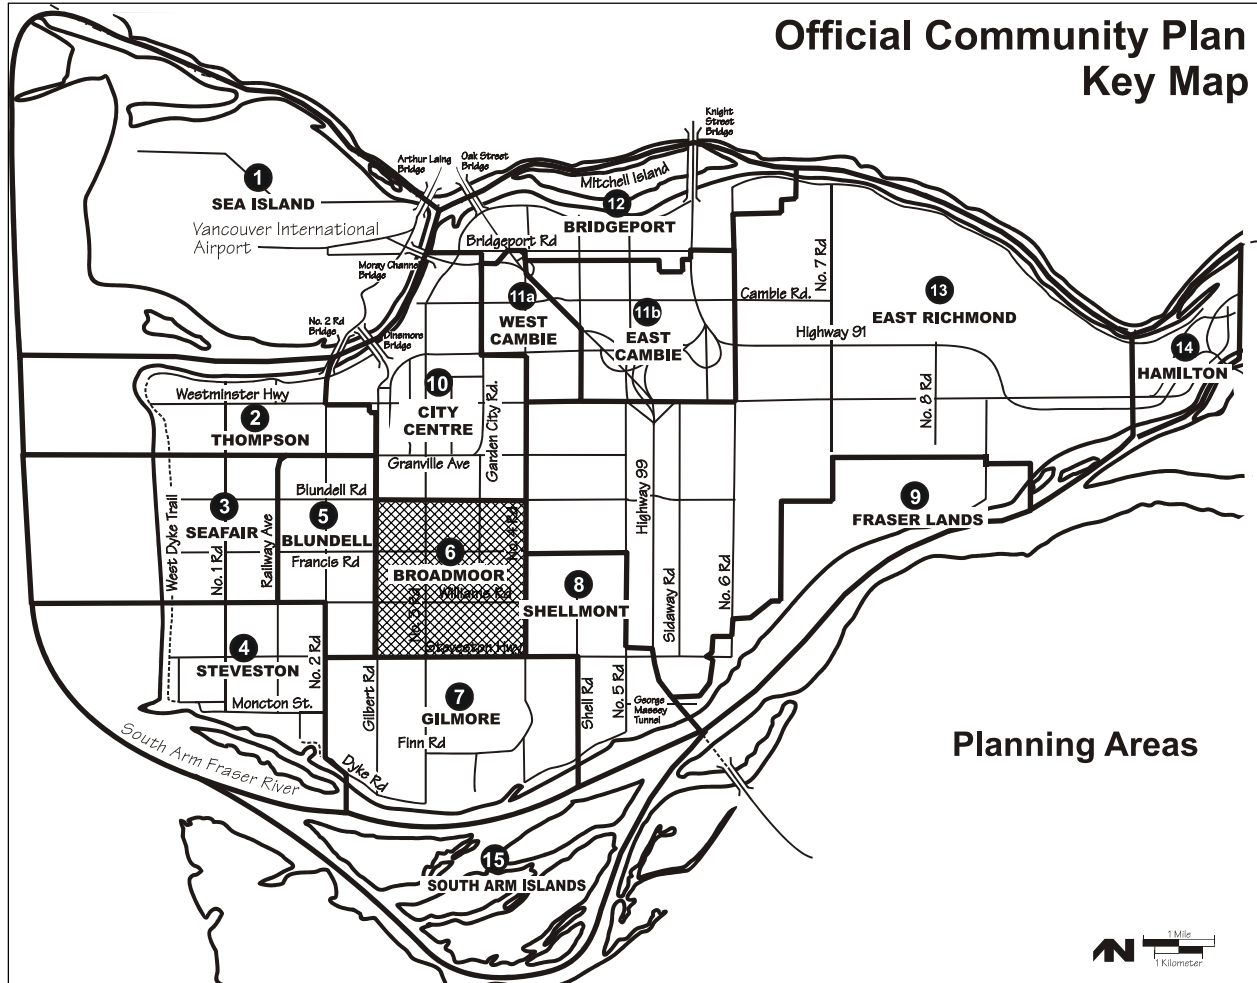 Official Community Plan
Key Map
Knight
Street
Bridge
Arthur Laing
Bridge
Oak Street
Bridge
Mitchell Island
1
SEA ISLAND
12
BRIDGEPORT
Vancouver International
Airport
Bridgeport Rd
Moray Channel
Bridge
No. 7 Rd
No. 2 Rd
Bridge
Dinsmore
Bridge
11a
WEST
CAMBIE
11b
EAST
CAMBIE
Cambie Rd.
13
EAST RICHMOND
Highway 91
14
HAMILTON
Westminster Hwy
10
CITY
CENTRE
Garden City Rd.
No. 8 Rd
2
THOMPSON
Granville Ave
Highway 99
Blundell Rd
West Dyke Trail
3
SEAFAIR
No. 1 Rd
Railway Ave
5
BLUNDELL
Francis Rd
No. 4 Rd
6
BROADMOOR
Williams Rd
No. 3 Rd
Steveston Hwy
8
SHELLMONT
Sidaway Rd
No. 6 Rd
9
FRASER LANDS
4
STEVESTON
No. 2 Rd
Moncton St.
Gilbert Rd
7
GILMORE
Finn Rd
Shell Rd
No. 5 Rd
George
Massey
Tunnel
Dyke Rd
South Arm Fraser River
Planning Areas
15
SOUTH ARM ISLANDS
N
1 Mile
1 Kilometer